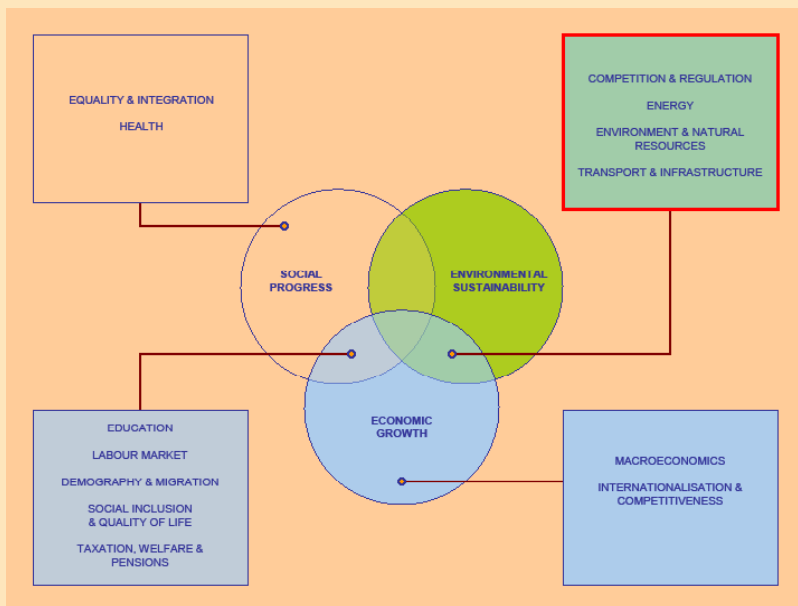 EQUALITY & INTEGRATION
HEALTH
COMPETITION & REGULATION
ENERGY
ENVIRONMENT & NATURAL
RESOURCES
TRANSPORT & INFRASTRUCTURE
SOCIAL
PROGRESS
ENVIRONMENTAL
SUSTAINABILITY
ECONOMIC
GROWTH
EDUCATION
LABOUR MARKET
DEMOGRAPHY & MIGRATION
SOCIAL INCLUSION
& QUALITY OF LIFE
TAXATION, WELFARE &
PENSIONS
MACROECONOMICS
INTERNATIONALISATION &
COMPETITIVENESS